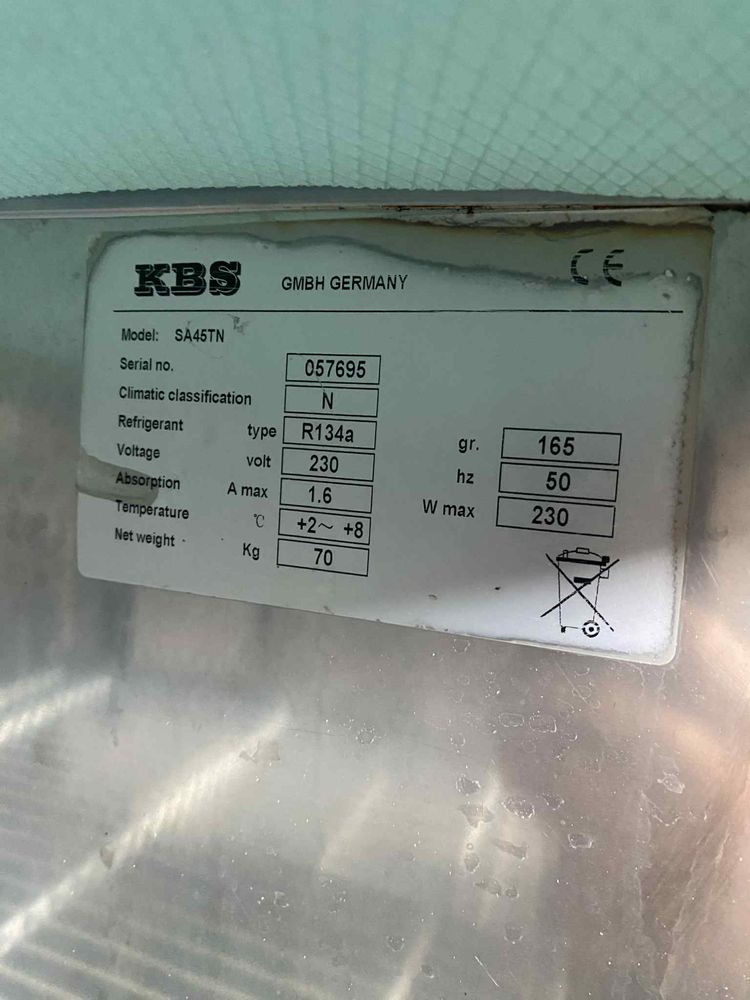 KBS GMBH GERMANY CE
Model: SA45TN
Serial no. 057695
Climatic classification N
Refrigerant type R134a gr. 165
Voltage volt 230 hz 50
Absorption A max 1.6 W max 230
Temperature °C +2~ +8
Net weight Kg 70